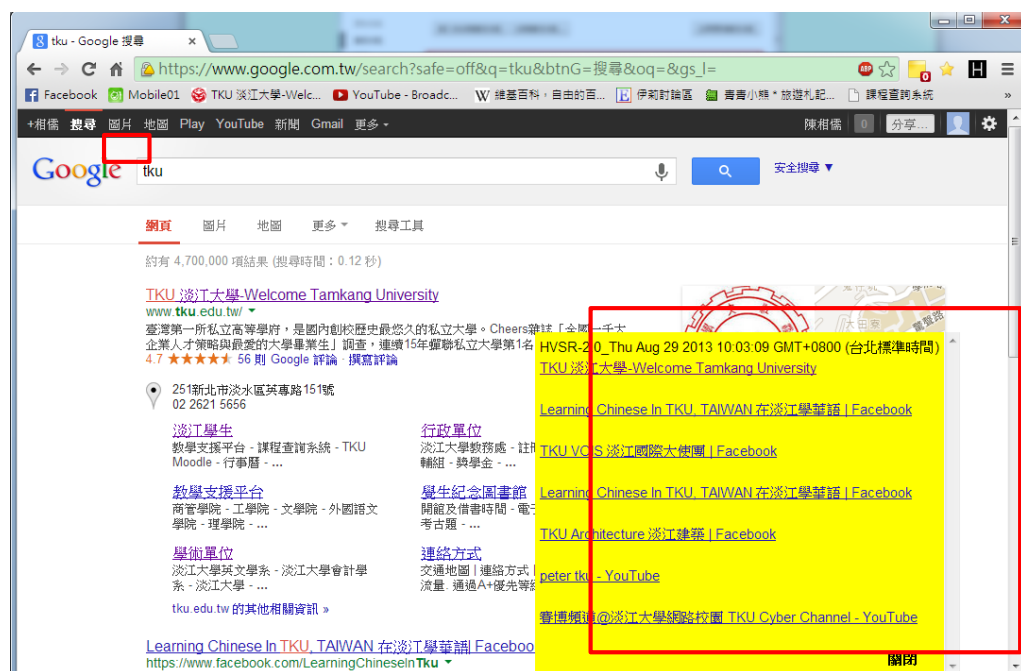 tku - Google 搜尋
https://www.google.com.tw/search?safe=off&q=tku&btnG=搜尋&oq=&gs_l=
ABP
0
H
Facebook Mobile01 TKU 淡江大學-Welc... YouTube - Broadc... W 維基百科，自由的百... E 伊莉討論區 青青小熊＊旅遊札記... 課程查詢系統 »
+相儒 搜尋 圖片 地圖 Play YouTube 新聞 Gmail 更多
陳相儒 0 分享...
Google tku 安全搜尋 ▼
網頁 圖片 地圖 更多 搜尋工具
約有 4,700,000 項結果 (搜尋時間：0.12 秒)
TKU 淡江大學-Welcome Tamkang University
www.tku.edu.tw/
臺灣第一所私立高等學府，是國內創校歷史最悠久的私立大學。Cheers雜誌「全國一千大
企業人才策略與最愛的大學畢業生」調查，連續15年蟬聯私立大學第1名
4.7 ★★★★★ 56 則 Google 評論 · 撰寫評論
251新北市淡水區英專路151號
02 2621 5656
淡江學生
教學支援平台 - 課程查詢系統 - TKU
Moodle - 行事曆 - ...
行政單位
淡江大學教務處 - 註冊
輔組 - 獎學金 - ...
教學支援平台
商管學院 - 工學院 - 文學院 - 外國語文
學院 - 理學院 - ...
覺生紀念圖書館
開館及借書時間 - 電子
考古題 - ...
學術單位
淡江大學英文學系 - 淡江大學會計學
系 - 淡江大學 - ...
連絡方式
交通地圖 | 連絡方式 |
流量. 通過A+優先等級
tku.edu.tw 的其他相關資訊 »
Learning Chinese In TKU, TAIWAN 在淡江學華語| Faceboo
https://www.facebook.com/LearningChineseInTku
HVSR-2.0_Thu Aug 29 2013 10:03:09 GMT+0800 (台北標準時間)
TKU 淡江大學-Welcome Tamkang University
Learning Chinese In TKU, TAIWAN 在淡江學華語 | Facebook
TKU VOIS 淡江國際大使團 | Facebook
Learning Chinese In TKU, TAIWAN 在淡江學華語 | Facebook
TKU Architecture 淡江建築 | Facebook
peter tku - YouTube
賽博頻道@淡江大學網路校園 TKU Cyber Channel - YouTube
關閉